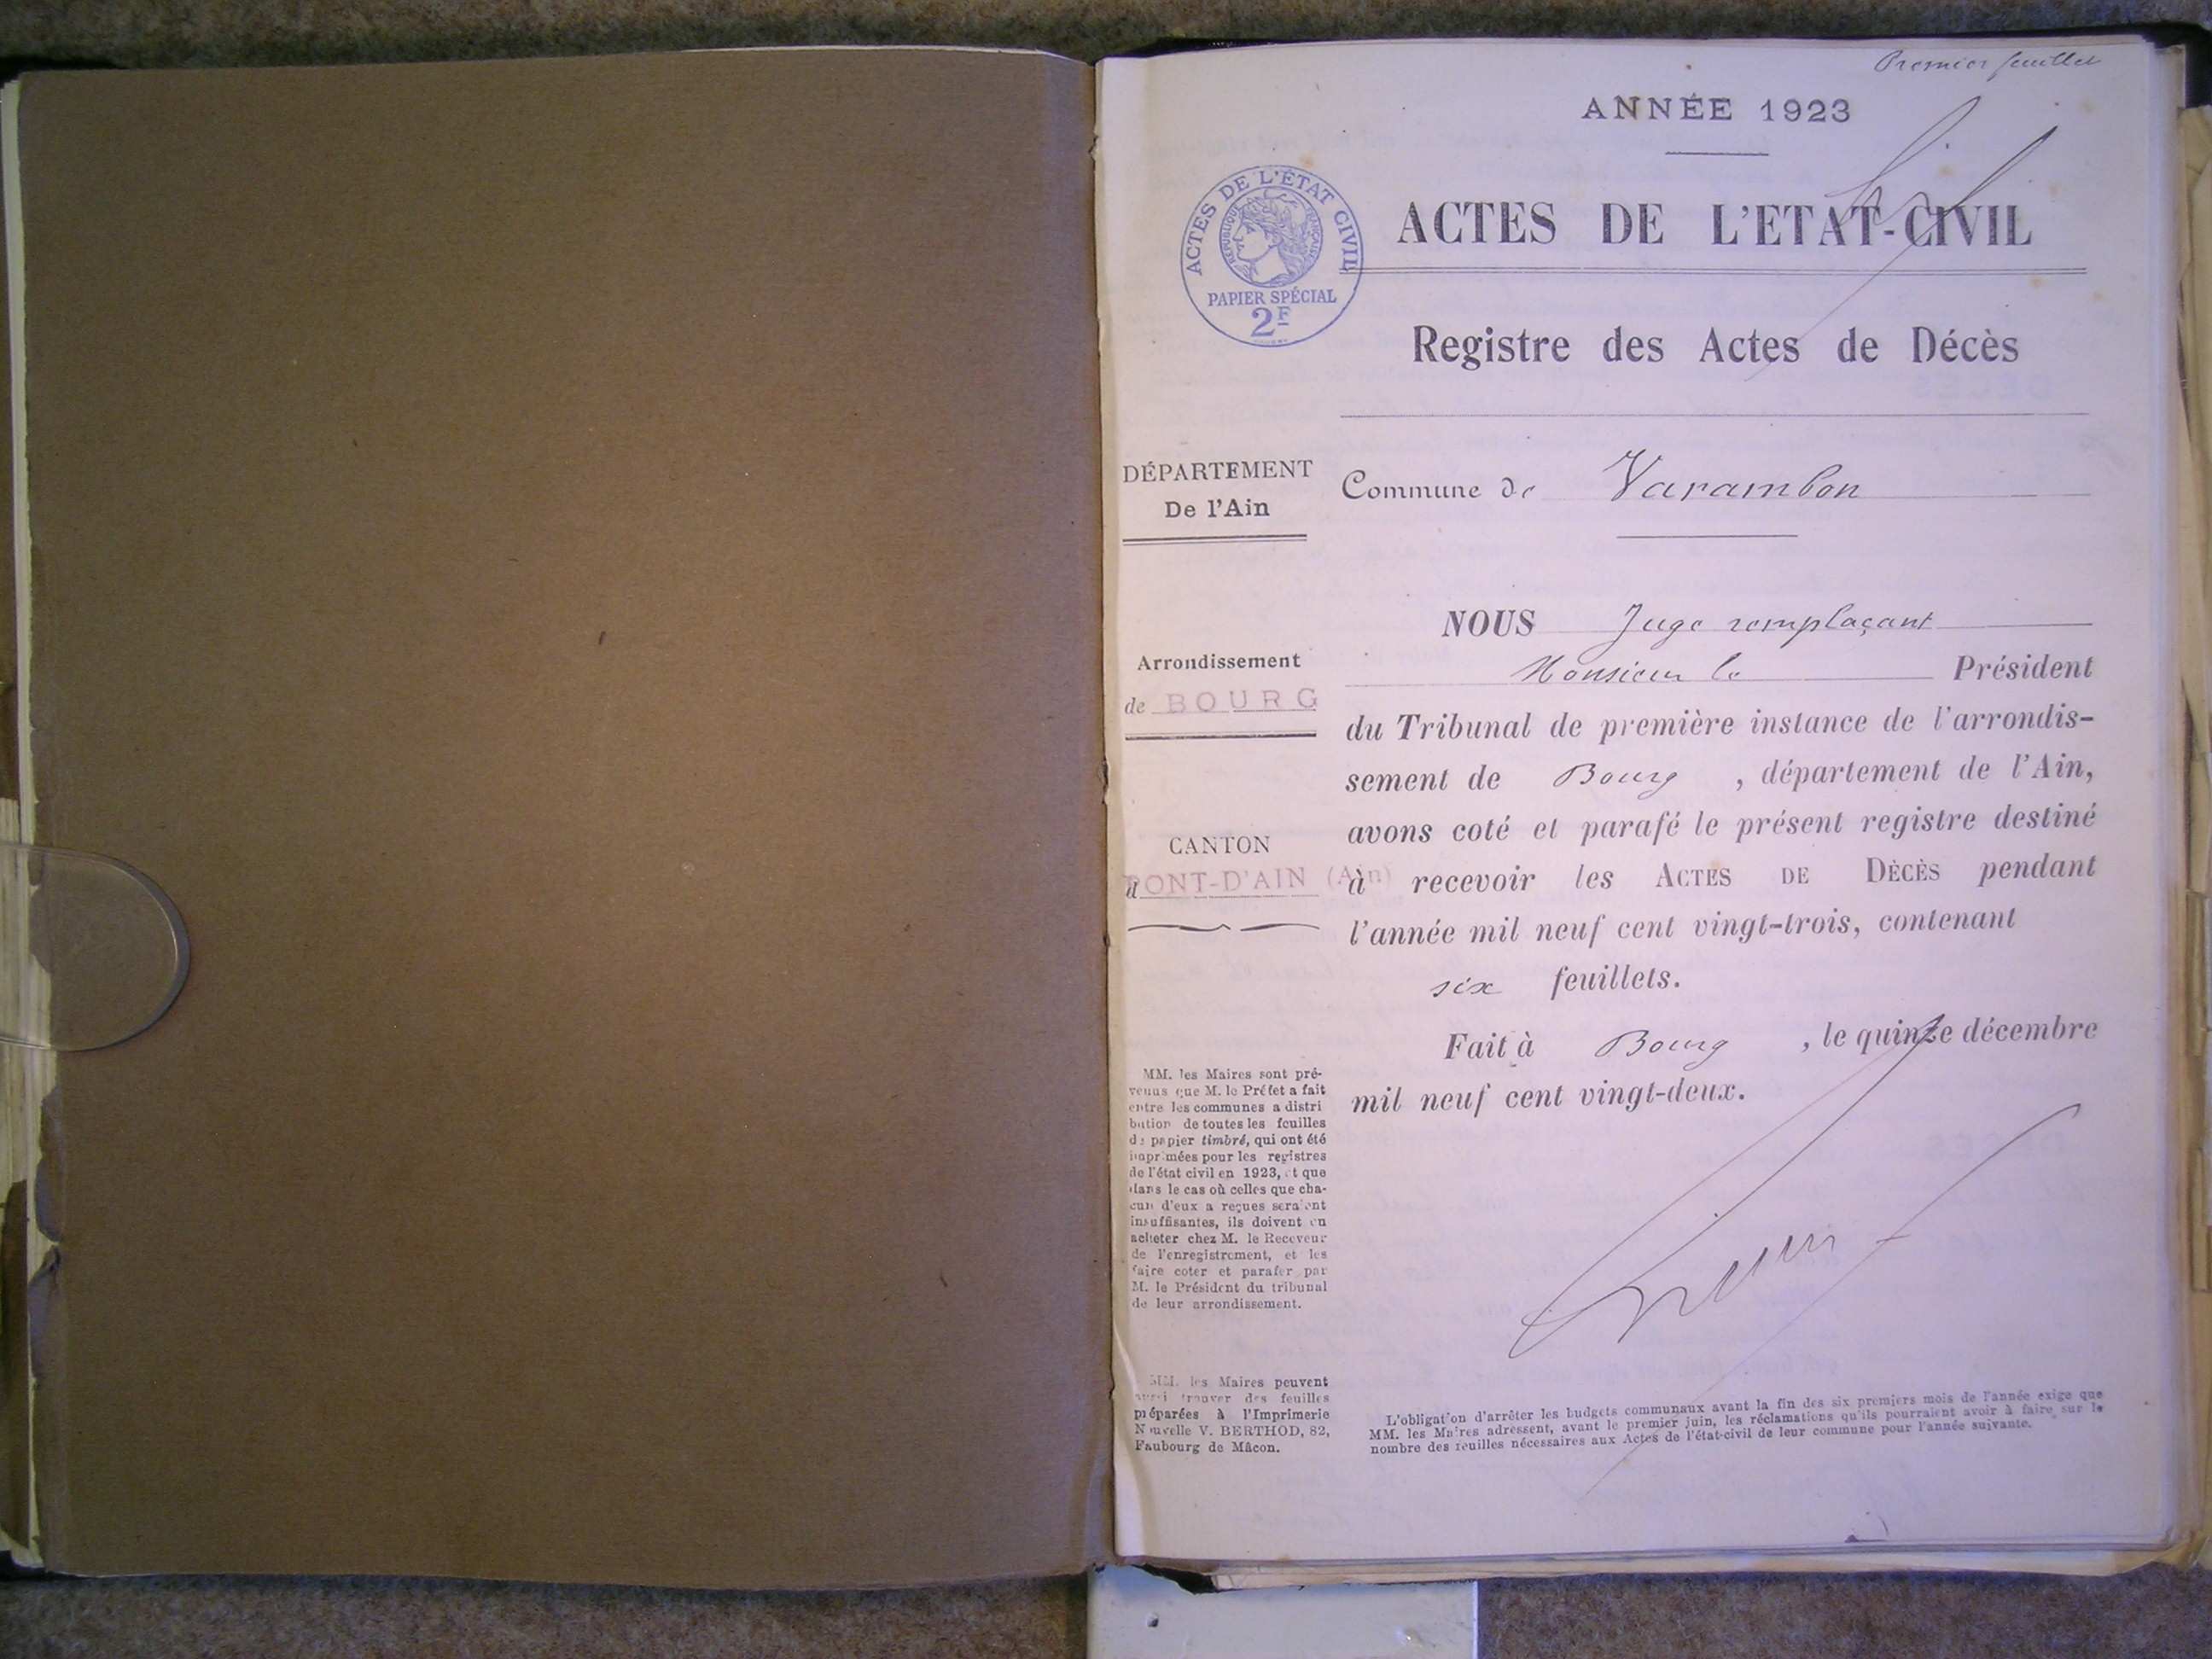 Premier feuillet
ANNÉE 1923
ACTES DE L'ÉTAT CIVIL
RÉPUBLIQUE FRANÇAISE
PAPIER SPÉCIAL
2F
ACTES DE L'ETAT-CIVIL
Registre des Actes de Décès
DÉPARTEMENT
De l'Ain
Commune de Varambon
Arrondissement
de BOURG
CANTON
d PONT-D'AIN (Ain)
NOUS Juge remplaçant
Monsieur le Président
du Tribunal de première instance de l'arrondis-
sement de Bourg, département de l'Ain,
avons coté et parafé le présent registre destiné
à recevoir les ACTES DE DÈCÈS pendant
l'année mil neuf cent vingt-trois, contenant
six feuillets.
Fait à Bourg, le quinze décembre
mil neuf cent vingt-deux.
MM. les Maires sont pré-
venus que M. le Préfet a fait
entre les communes a distri
bution de toutes les feuilles
de papier timbré, qui ont été
imprimées pour les registres
de l'état civil en 1923, et que
dans le cas où celles que cha-
cun d'eux a reçues seraient
insuffisantes, ils doivent en
acheter chez M. le Receveur
de l'enregistrement, et les
faire coter et parafer par
M. le Président du tribunal
de leur arrondissement.
MM. les Maires peuvent
aussi trouver des feuilles
préparées à l'Imprimerie
Nouvelle V. BERTHOD, 82,
Faubourg de Mâcon.
L'obligation d'arrêter les budgets communaux avant la fin des six premiers mois de l'année exige que
MM. les Maires adressent, avant le premier juin, les réclamations qu'ils pourraient avoir à faire sur le
nombre des feuilles nécessaires aux Actes de l'état-civil de leur commune pour l'année suivante.